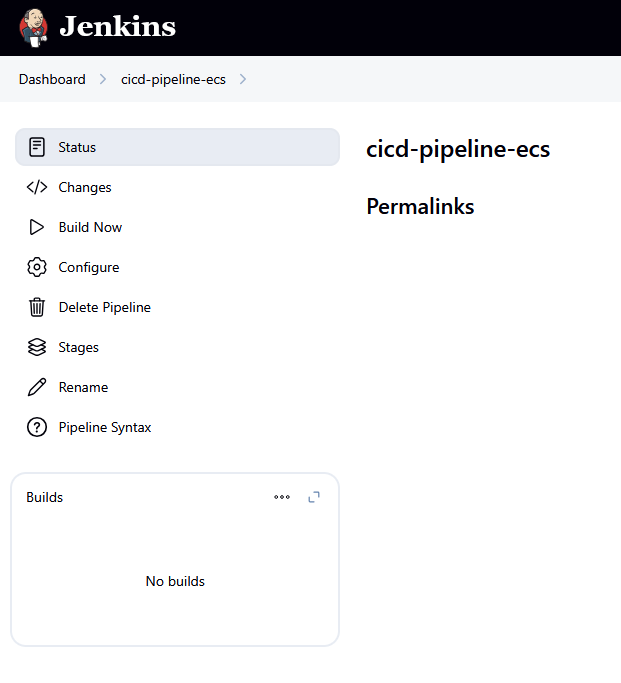 Jenkins
Dashboard
cicd-pipeline-ecs
Status
Changes
Build Now
Configure
Delete Pipeline
Stages
Rename
Pipeline Syntax
Builds
No builds
cicd-pipeline-ecs
Permalinks